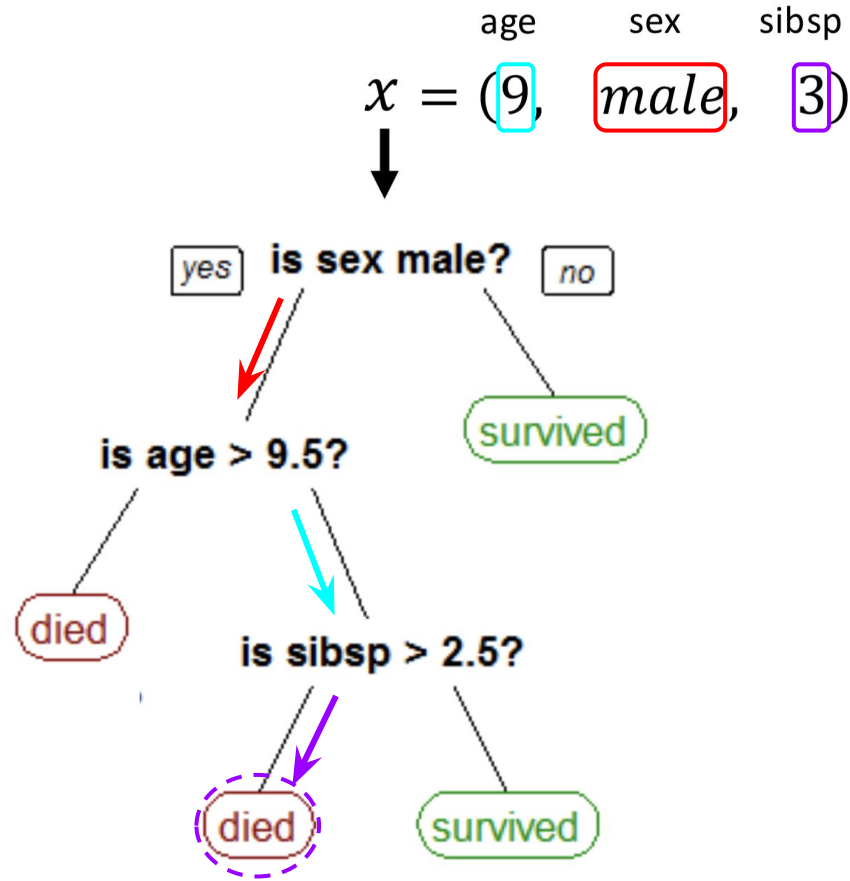 age sex sibsp
x = (9, male, 3)
yes is sex male? no
survived
is age > 9.5?
died
is sibsp > 2.5?
died survived